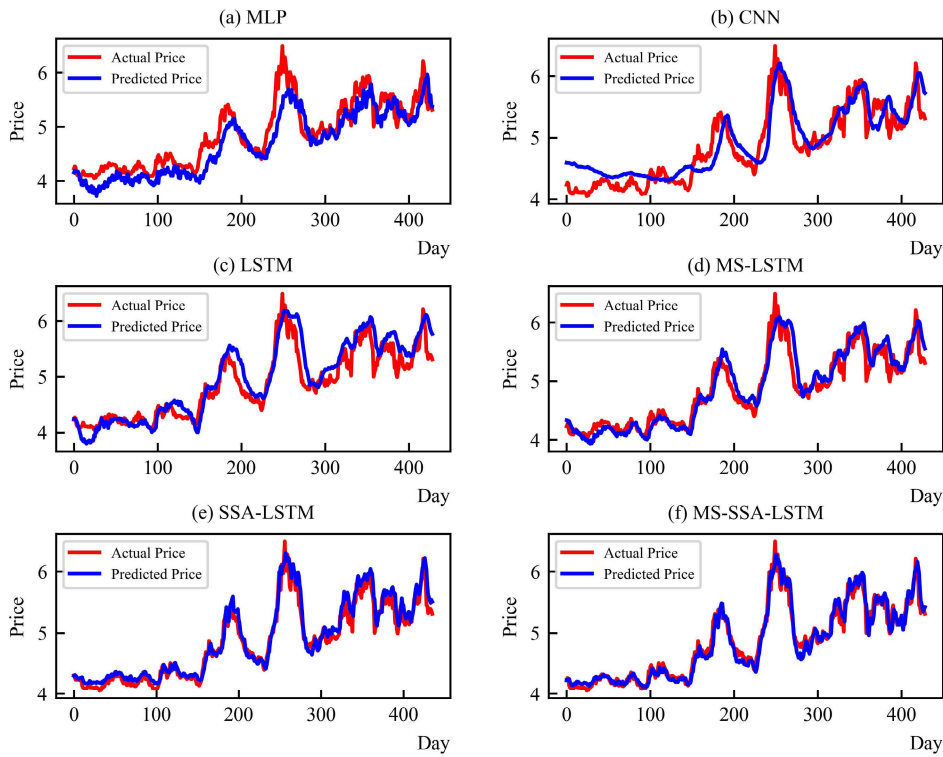 (a) MLP
Actual Price
Predicted Price
Price
6
5
4
0 100 200 300 400
Day
(b) CNN
Actual Price
Predicted Price
Price
6
5
4
0 100 200 300 400
Day
(c) LSTM
Actual Price
Predicted Price
Price
6
5
4
0 100 200 300 400
Day
(d) MS-LSTM
Actual Price
Predicted Price
Price
6
5
4
0 100 200 300 400
Day
(e) SSA-LSTM
Actual Price
Predicted Price
Price
6
5
4
0 100 200 300 400
Day
(f) MS-SSA-LSTM
Actual Price
Predicted Price
Price
6
5
4
0 100 200 300 400
Day